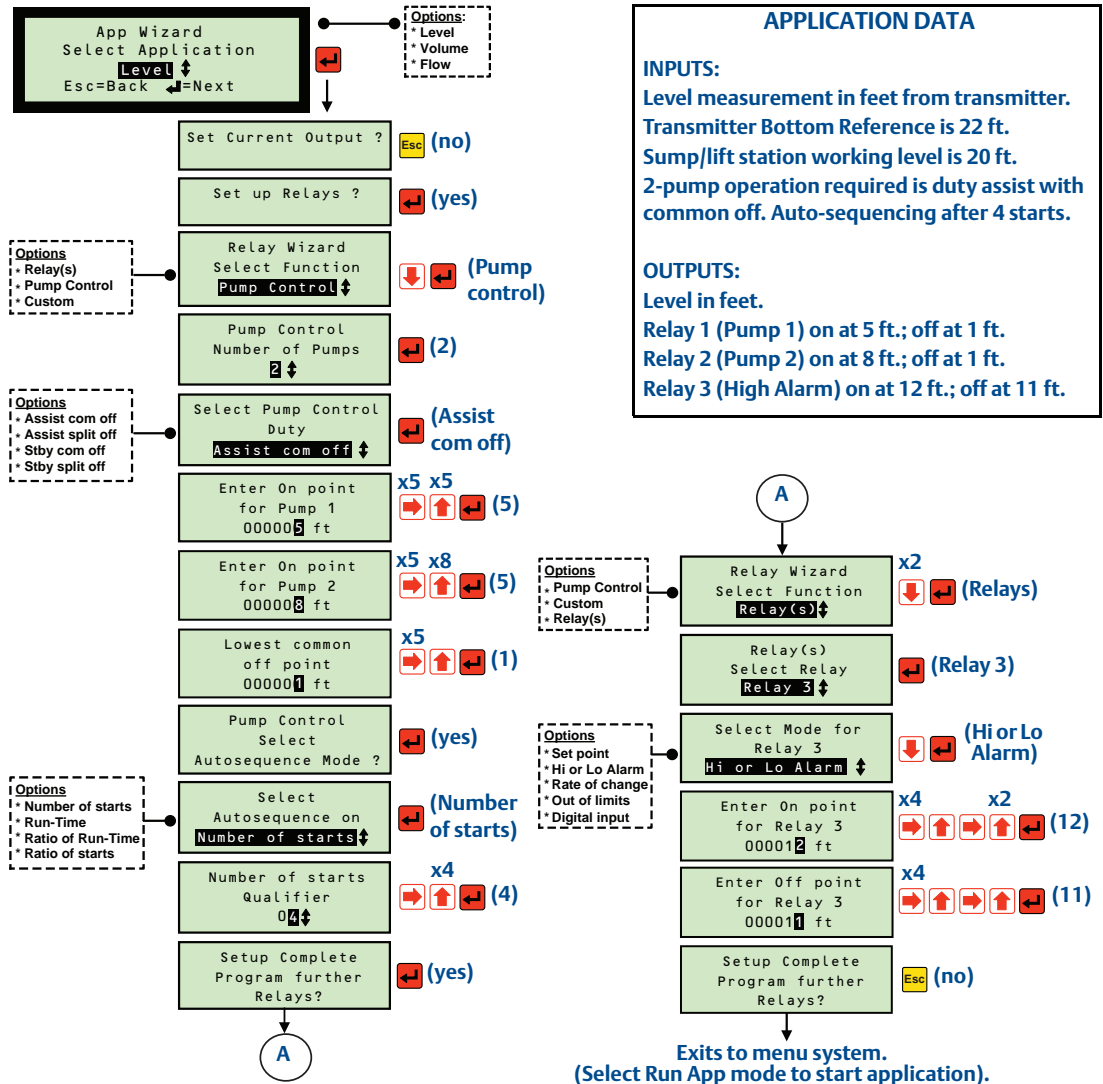 App Wizard
Select Application
Level
Esc=Back ↵=Next
Options:
* Level
* Volume
* Flow
Set Current Output ?
Esc (no)
Set up Relays ?
(yes)
Options
* Relay(s)
* Pump Control
* Custom
Relay Wizard
Select Function
Pump Control
(Pump
control)
Pump Control
Number of Pumps
2
(2)
Options
* Assist com off
* Assist split off
* Stby com off
* Stby split off
Select Pump Control
Duty
Assist com off
(Assist
com off)
Enter On point
for Pump 1
000005 ft
x5 x5
(5)
Enter On point
for Pump 2
000008 ft
x5 x8
(5)
Lowest common
off point
000001 ft
x5
(1)
Pump Control
Select
Autosequence Mode ?
(yes)
Options
* Number of starts
* Run-Time
* Ratio of Run-Time
* Ratio of starts
Select
Autosequence on
Number of starts
(Number
of starts)
Number of starts
Qualifier
04
x4
(4)
Setup Complete
Program further
Relays?
(yes)
A
APPLICATION DATA
INPUTS:
Level measurement in feet from transmitter.
Transmitter Bottom Reference is 22 ft.
Sump/lift station working level is 20 ft.
2-pump operation required is duty assist with
common off. Auto-sequencing after 4 starts.
OUTPUTS:
Level in feet.
Relay 1 (Pump 1) on at 5 ft.; off at 1 ft.
Relay 2 (Pump 2) on at 8 ft.; off at 1 ft.
Relay 3 (High Alarm) on at 12 ft.; off at 11 ft.
A
Options
* Pump Control
* Custom
* Relay(s)
Relay Wizard
Select Function
Relay(s)
x2
(Relays)
Relay(s)
Select Relay
Relay 3
(Relay 3)
Options
* Set point
* Hi or Lo Alarm
* Rate of change
* Out of limits
* Digital input
Select Mode for
Relay 3
Hi or Lo Alarm
(Hi or Lo
Alarm)
Enter On point
for Relay 3
000012 ft
x4 x2
(12)
Enter Off point
for Relay 3
000011 ft
x4
(11)
Setup Complete
Program further
Relays?
Esc (no)
Exits to menu system.
(Select Run App mode to start application).